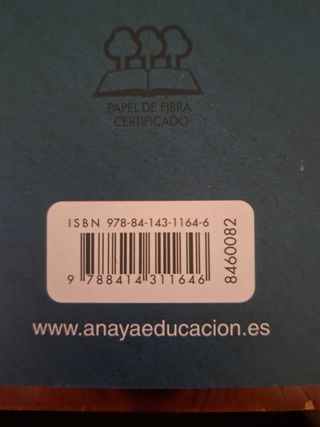 PAPEL DE FIBRA
CERTIFICADO
ISBN 978-84-143-1164-6
9 788414 311646
8460082
www.anayaeducacion.es